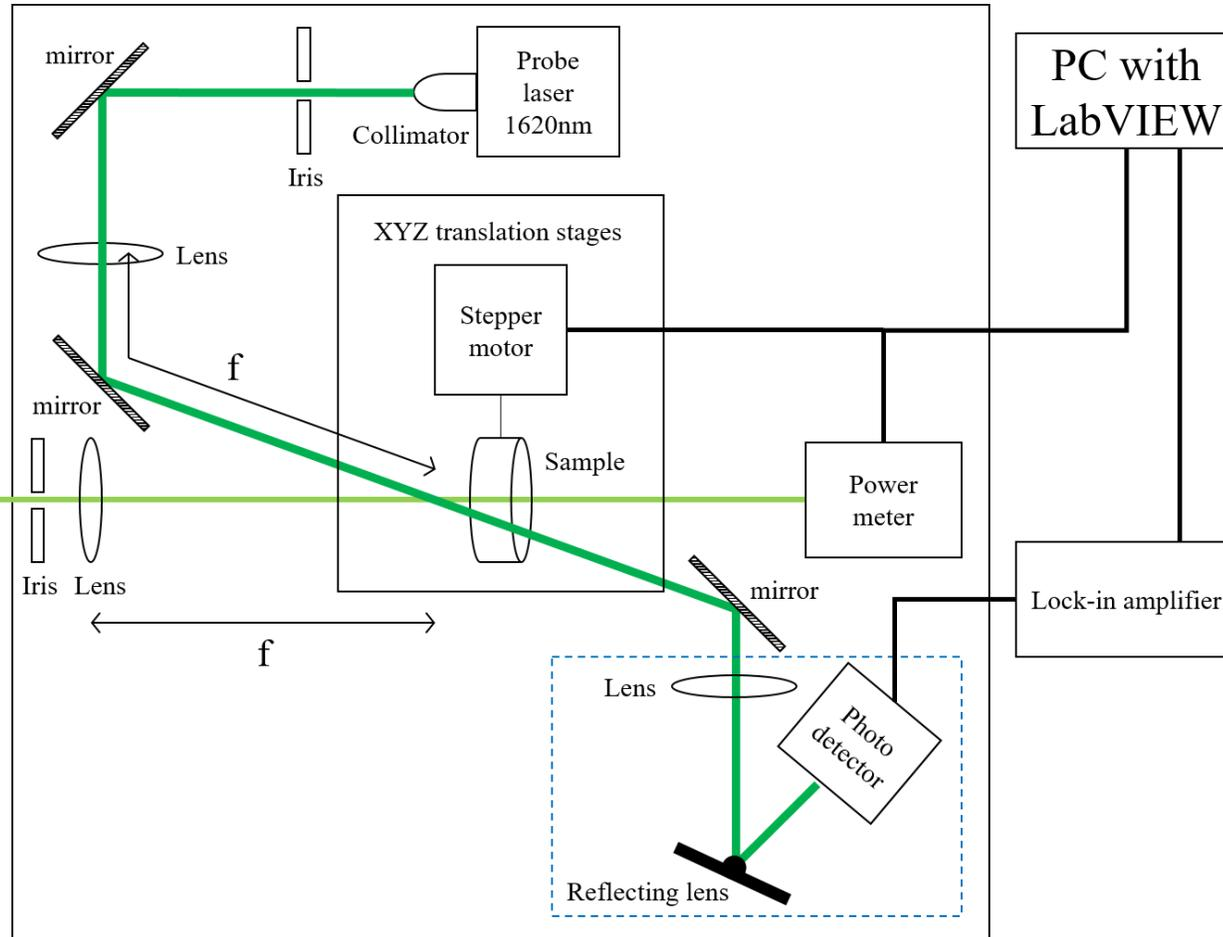 mirror
Probe
laser
1620nm
Collimator
Iris
PC with
LabVIEW
XYZ translation stages
Lens
Stepper
motor
f
mirror
Sample
Power
meter
Iris
Lens
f
mirror
Lock-in amplifier
Lens
Photo
detector
Reflecting lens